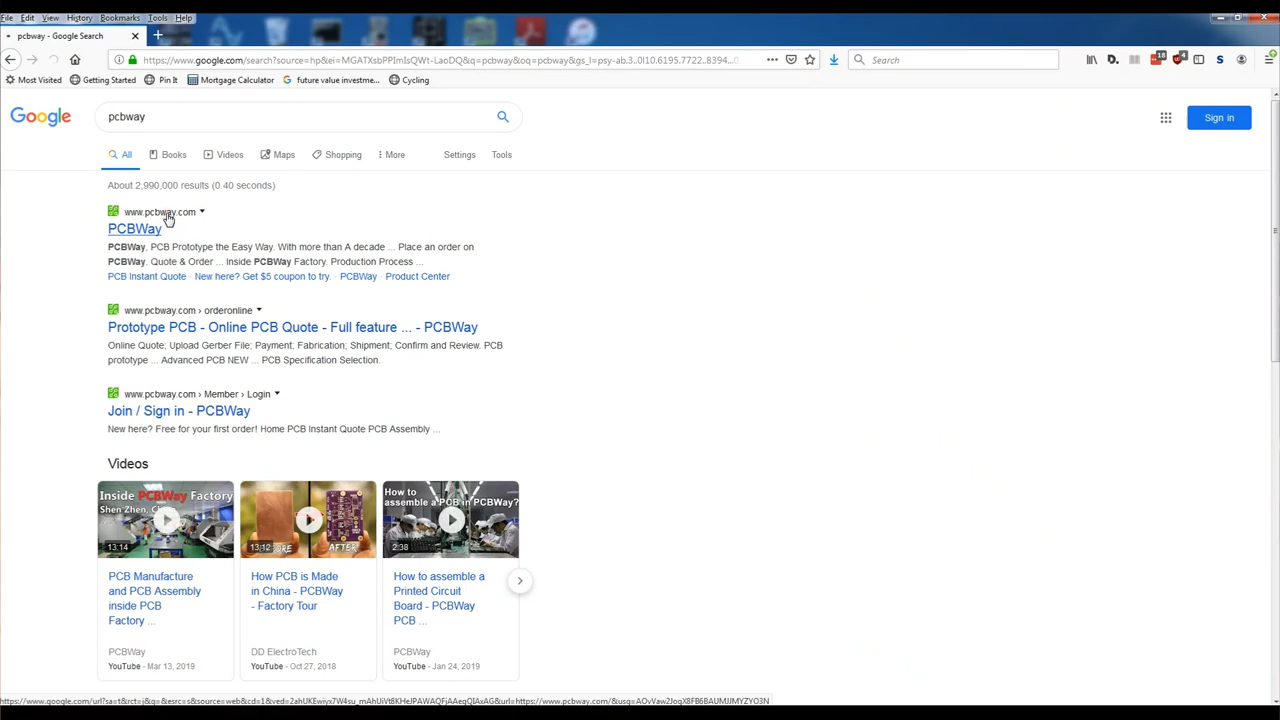 File Edit View History Bookmarks Tools Help
pcbway - Google Search
Search
Most Visited Getting Started Pin It Mortgage Calculator future value investme... Cycling
Google pcbway Sign in
All Books Videos Maps Shopping More Settings Tools
About 2,990,000 results (0.40 seconds)
www.pcbway.com
PCBWay
PCBWay, PCB Prototype the Easy Way. With more than A decade ... Place an order on
PCBWay. Quote & Order ... Inside PCBWay Factory. Production Process ...
PCB Instant Quote · New here? Get $5 coupon to try. · PCBWay · Product Center
www.pcbway.com › orderonline
Prototype PCB - Online PCB Quote - Full feature ... - PCBWay
Online Quote; Upload Gerber File; Payment; Fabrication; Shipment; Confirm and Review. PCB
prototype ... Advanced PCB NEW ... PCB Specification Selection.
www.pcbway.com › Member › Login
Join / Sign in - PCBWay
New here? Free for your first order! Home PCB Instant Quote PCB Assembly ...
Videos
Inside PCBWay Factory
Shen Zhen,
13:14
AFTER
13:12
How to
assemble a PCB in PCBWay?
2:38
PCB Manufacture
and PCB Assembly
inside PCB
Factory ...
PCBWay
YouTube - Mar 13, 2019
How PCB is Made
in China - PCBWay
- Factory Tour
DD ElectroTech
YouTube - Oct 27, 2018
How to assemble a
Printed Circuit
Board - PCBWay
PCB ...
PCBWay
YouTube - Jan 24, 2019